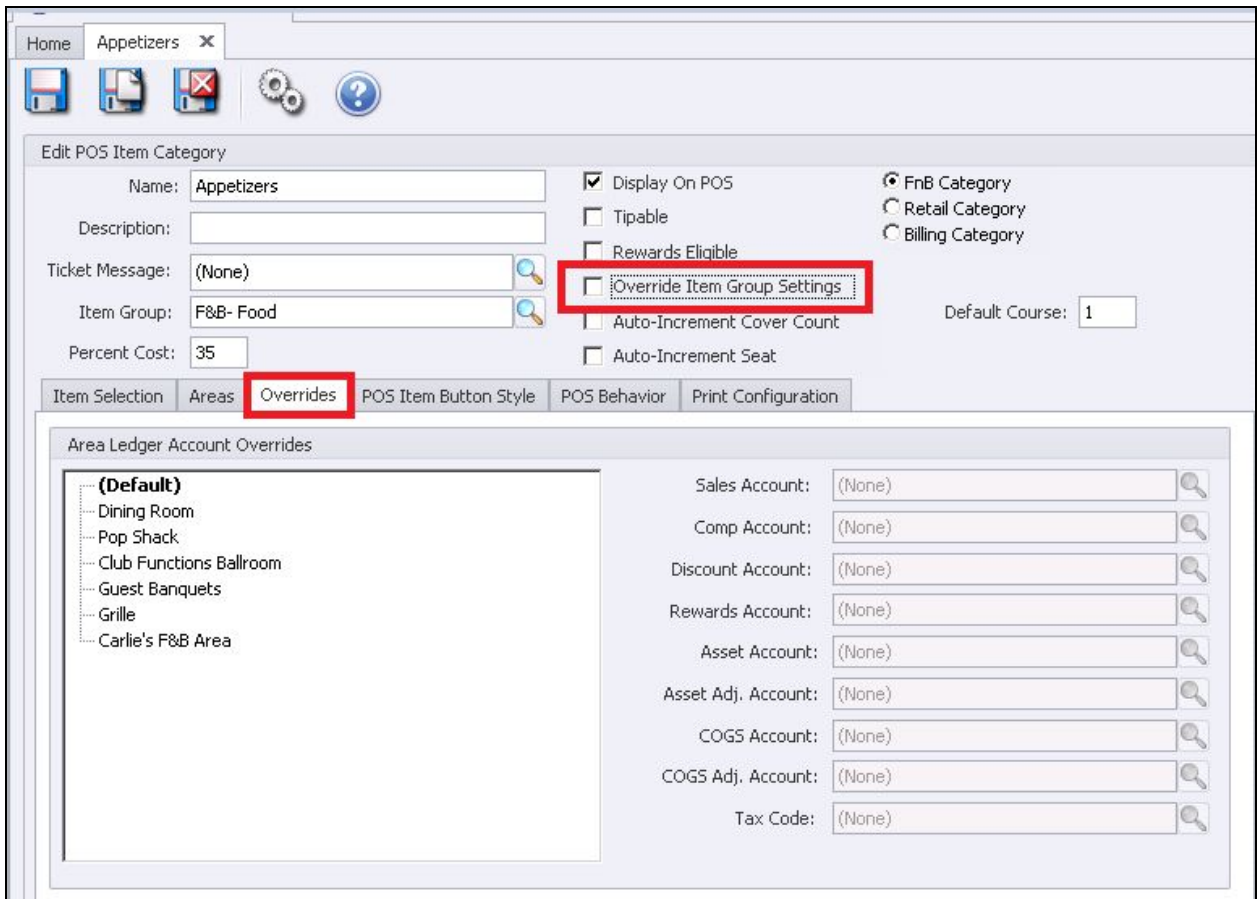 Home
Appetizers
Edit POS Item Category
Name: Appetizers
Description:
Ticket Message: (None)
Item Group: F&B- Food
Percent Cost: 35
Display On POS
Tipable
Rewards Eligible
Override Item Group Settings
Auto-Increment Cover Count
Auto-Increment Seat
FnB Category
Retail Category
Billing Category
Default Course: 1
Item Selection Areas Overrides POS Item Button Style POS Behavior Print Configuration
Area Ledger Account Overrides
(Default)
Dining Room
Pop Shack
Club Functions Ballroom
Guest Banquets
Grille
Carlie's F&B Area
Sales Account: (None)
Comp Account: (None)
Discount Account: (None)
Rewards Account: (None)
Asset Account: (None)
Asset Adj. Account: (None)
COGS Account: (None)
COGS Adj. Account: (None)
Tax Code: (None)